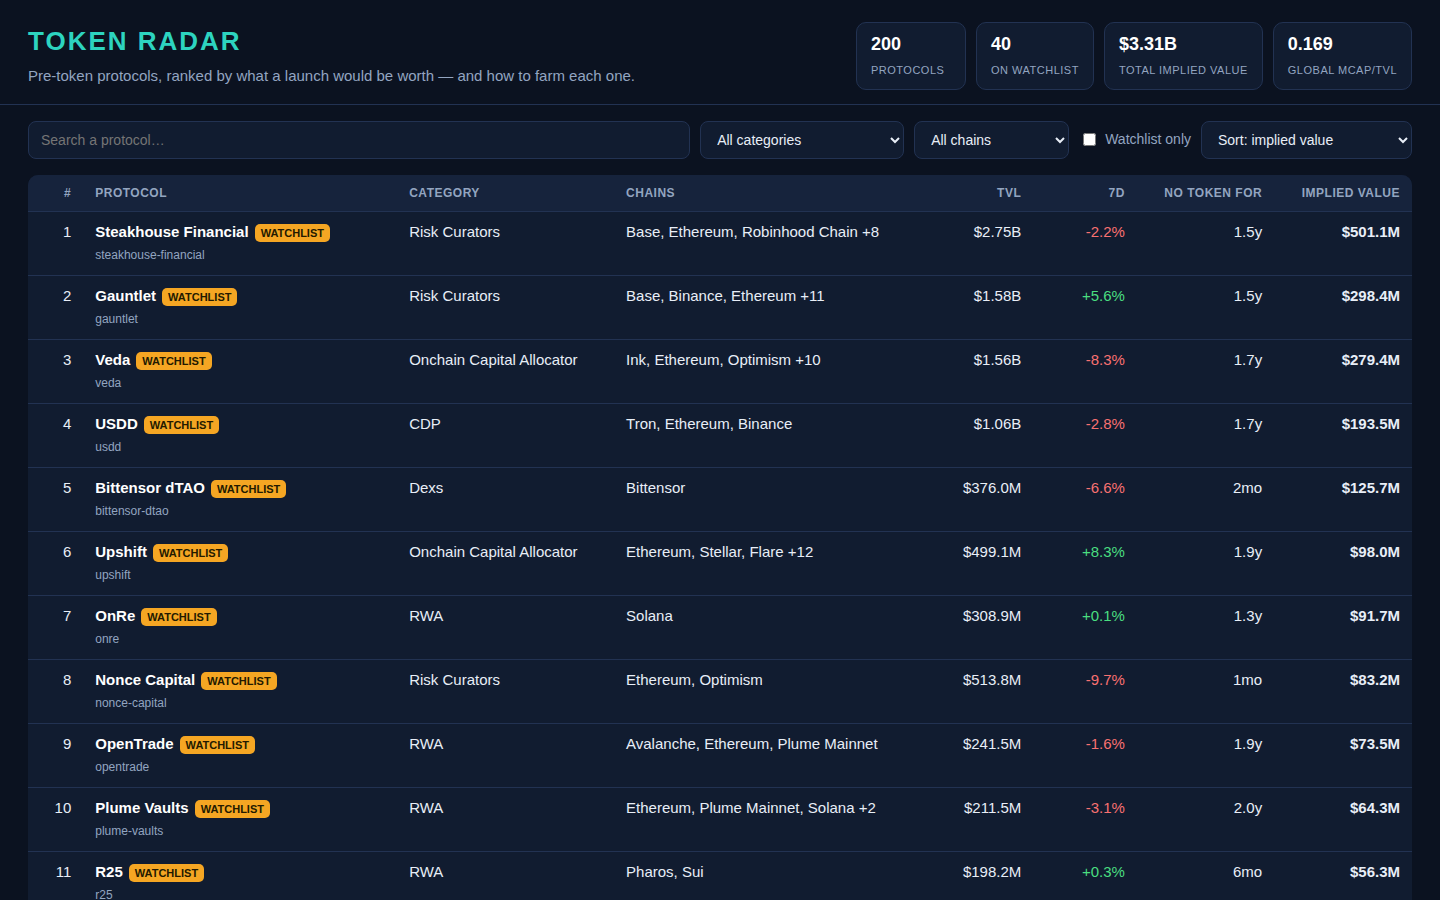 TOKEN RADAR
Pre-token protocols, ranked by what a launch would be worth — and how to farm each one.
200
PROTOCOLS
40
ON WATCHLIST
$3.31B
TOTAL IMPLIED VALUE
0.169
GLOBAL MCAP/TVL
Search a protocol…
All categories
All chains
Watchlist only
Sort: implied value
# PROTOCOL CATEGORY CHAINS TVL 7D NO TOKEN FOR IMPLIED VALUE
1 Steakhouse Financial WATCHLIST Risk Curators Base, Ethereum, Robinhood Chain +8 $2.75B -2.2% 1.5y $501.1M
steakhouse-financial
2 Gauntlet WATCHLIST Risk Curators Base, Binance, Ethereum +11 $1.58B +5.6% 1.5y $298.4M
gauntlet
3 Veda WATCHLIST Onchain Capital Allocator Ink, Ethereum, Optimism +10 $1.56B -8.3% 1.7y $279.4M
veda
4 USDD WATCHLIST CDP Tron, Ethereum, Binance $1.06B -2.8% 1.7y $193.5M
usdd
5 Bittensor dTAO WATCHLIST Dexs Bittensor $376.0M -6.6% 2mo $125.7M
bittensor-dtao
6 Upshift WATCHLIST Onchain Capital Allocator Ethereum, Stellar, Flare +12 $499.1M +8.3% 1.9y $98.0M
upshift
7 OnRe WATCHLIST RWA Solana $308.9M +0.1% 1.3y $91.7M
onre
8 Nonce Capital WATCHLIST Risk Curators Ethereum, Optimism $513.8M -9.7% 1mo $83.2M
nonce-capital
9 OpenTrade WATCHLIST RWA Avalanche, Ethereum, Plume Mainnet $241.5M -1.6% 1.9y $73.5M
opentrade
10 Plume Vaults WATCHLIST RWA Ethereum, Plume Mainnet, Solana +2 $211.5M -3.1% 2.0y $64.3M
plume-vaults
11 R25 WATCHLIST RWA Pharos, Sui $198.2M +0.3% 6mo $56.3M
r25